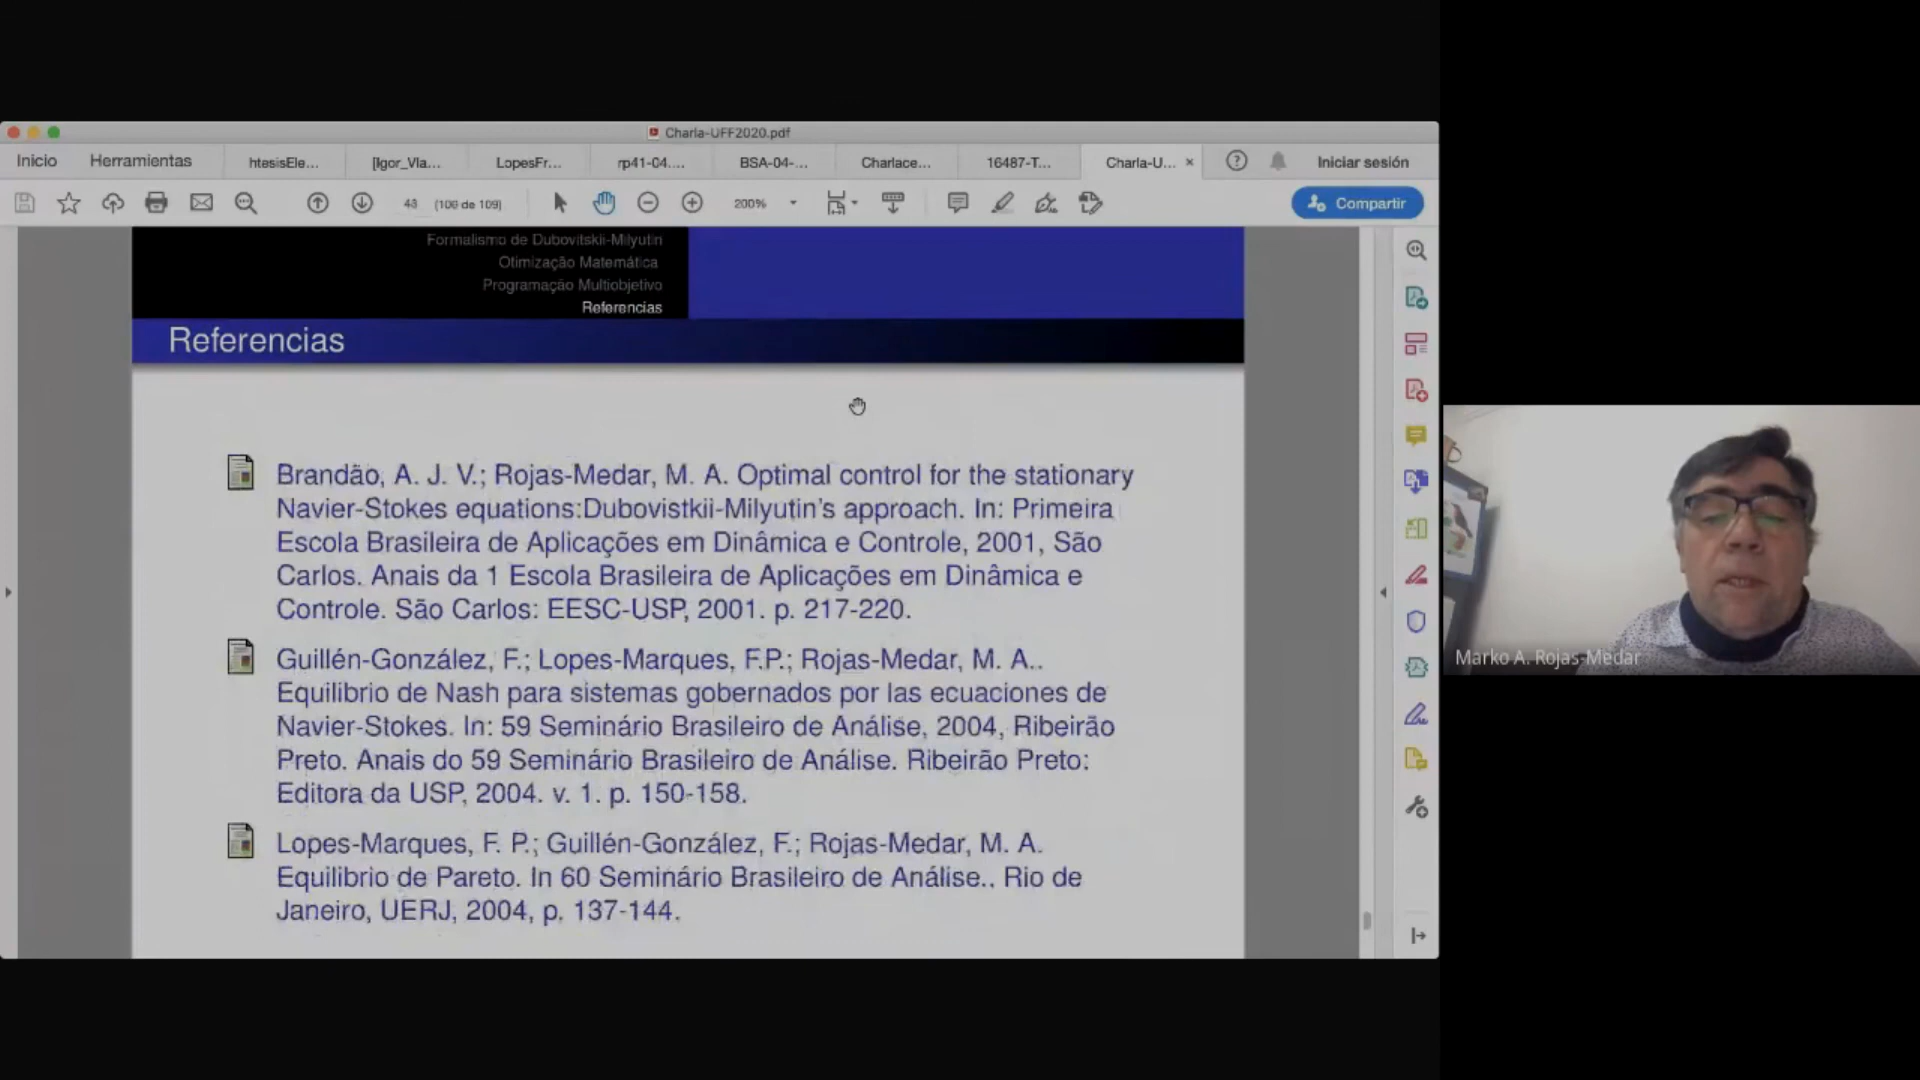 Charla-UFF2020.pdf
Inicio
Herramientas
htesisEle...
[Igor_Vla...
LopesFr...
rp41-04....
BSA-04-...
Charlace...
16487-T...
Charla-U... ×
Iniciar sesión
43 (106 de 109)
200%
Compartir
Formalismo de Dubovitskii-Milyutin
Otimização Matemática
Programação Multiobjetivo
Referencias
Referencias
Brandão, A. J. V.; Rojas-Medar, M. A. Optimal control for the stationary
Navier-Stokes equations:Dubovistkii-Milyutin's approach. In: Primeira
Escola Brasileira de Aplicações em Dinâmica e Controle, 2001, São
Carlos. Anais da 1 Escola Brasileira de Aplicações em Dinâmica e
Controle. São Carlos: EESC-USP, 2001. p. 217-220.
Guillén-González, F.; Lopes-Marques, F.P.; Rojas-Medar, M. A..
Equilibrio de Nash para sistemas gobernados por las ecuaciones de
Navier-Stokes. In: 59 Seminário Brasileiro de Análise, 2004, Ribeirão
Preto. Anais do 59 Seminário Brasileiro de Análise. Ribeirão Preto:
Editora da USP, 2004. v. 1. p. 150-158.
Lopes-Marques, F. P.; Guillén-González, F.; Rojas-Medar, M. A.
Equilibrio de Pareto. In 60 Seminário Brasileiro de Análise., Rio de
Janeiro, UERJ, 2004, p. 137-144.
Marko A. Rojas-Medar